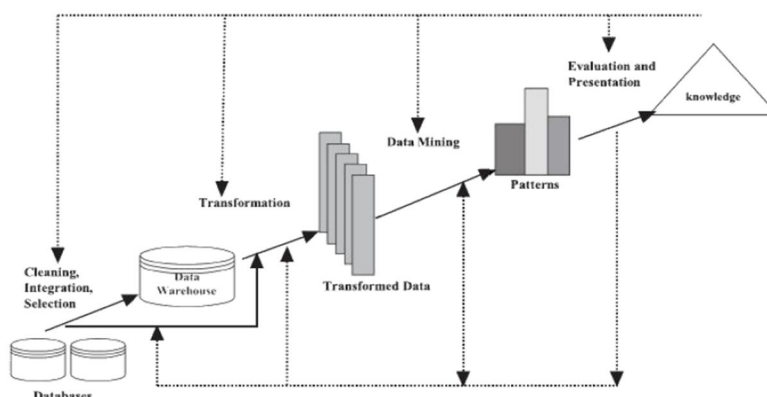 Evaluation and
Presentation
knowledge
Data Mining
Patterns
Transformation
Transformed Data
Data
Warehouse
Cleaning,
Integration,
Selection
Databases